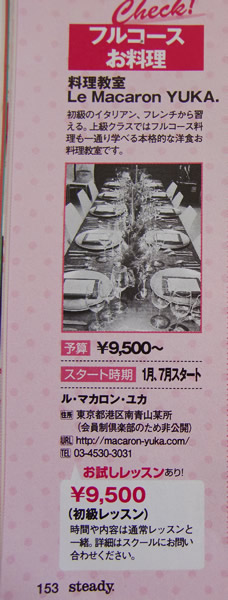 Check!
フルコース
お料理
料理教室
Le Macaron YUKA.
初級のイタリアン、フレンチから習
える。上級クラスではフルコース料
理も一通り学べる本格的な洋食お
料理教室です。
予算 ¥9,500〜
スタート時期 1月、7月スタート
ル・マカロン・ユカ
住所 東京都港区南青山某所
（会員制倶楽部のため非公開）
URL http://macaron-yuka.com/
TEL 03-4530-3031
お試しレッスンあり!
¥9,500
(初級レッスン)
時間や内容は通常レッスンと
一緒。詳細はスクールにお問い
合わせください。
153 steady.